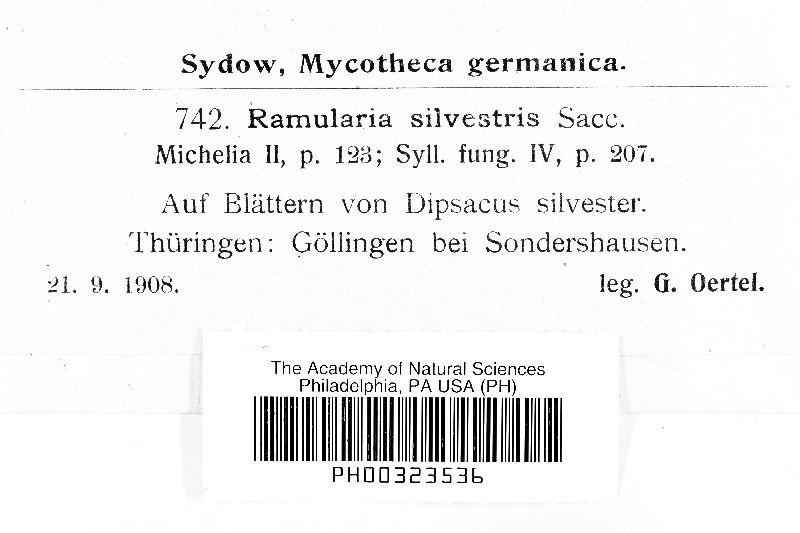 Sydow, Mycotheca germanica.
742. Ramularia silvestris Sacc.
Michelia II, p. 123; Syll. fung. IV, p. 207.
Auf Blättern von Dipsacus silvester.
Thüringen: Göllingen bei Sondershausen.
21. 9. 1908. leg. G. Oertel.
The Academy of Natural Sciences
Philadelphia, PA USA (PH)
PH00323536